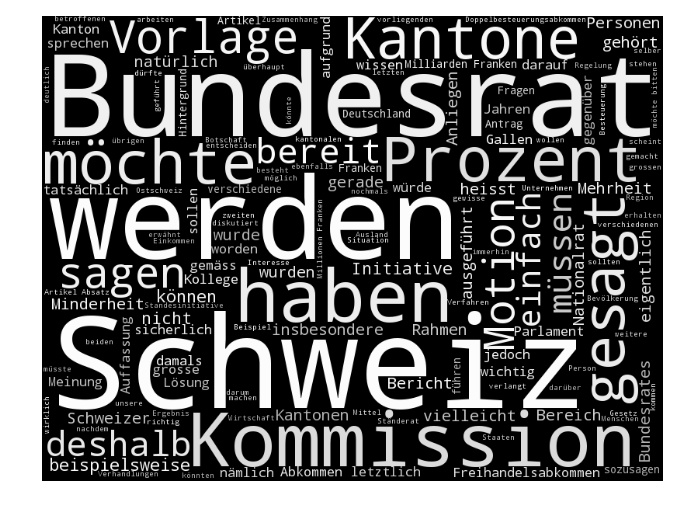 betroffenen
arbeiten
Artikel
Zusammenhang
vorliegenden
Doppelbesteuerungsabkommen
Personen
Kanton
sprechen
Vorlage
aufgrund
Kantone
gehört
selber
natürlich
wissen
Milliarden Franken
darauf
Regelung
letzten
stehen
deutlich
dürfte
überhaupt
geführt
Hintergrund
Bundesrat
könnte
Deutschland
Anliegen
Fragen
Jahren
Antrag
gegenüber
Besteuerung
möchte bitten
finden
übrigen
Botschaft
entscheiden
kantonalen
Gallen
wollen
scheint
möchte
bereit
Prozent
besteht
ebenfalls
möglich
Franken
gemacht
grossen
tatsächlich
Ostschweiz
verschiedene
nochmals
gerade
würde
heisst
gewisse
Unternehmen
Mehrheit
Region
werden
sollen
zweiten
diskutiert
wurde
worden
erwähnt
Einkommen
Millionen Franken
Ausland
Situation
ausgeführt
immerhin
Motion
einfach
müssen
Nationalrat
gesagt
erhalten
verschiedenen
sollten
eigentlich
sagen
gemäss
Kollege
Interesse
wurden
Initiative
haben
Verfahren
Bevölkerung
Artikel Absatz
Minderheit
Standesinitiative
können
nicht
sicherlich
Beispiel
insbesondere
Rahmen
Parlament
weitere
beiden
Auffassung
damals
grosse
Lösung
Schweiz
müsste
Meinung
darum
machen
Bericht
führen
jedoch
wichtig
verlangt
darüber
Person
Bundesrates
wirklich
unsere
Schweizer
nachdem
Ergebnis
richtig
Wirtschaft
Kantonen
Mittel
Ständerat
vielleicht
Staaten
Bereich
Gesetz
Menschen
kommen
deshalb
Kommission
beispielsweise
Verhandlungen
könnten
nämlich
Abkommen
letztlich
Freihandelsabkommen
sozusagen